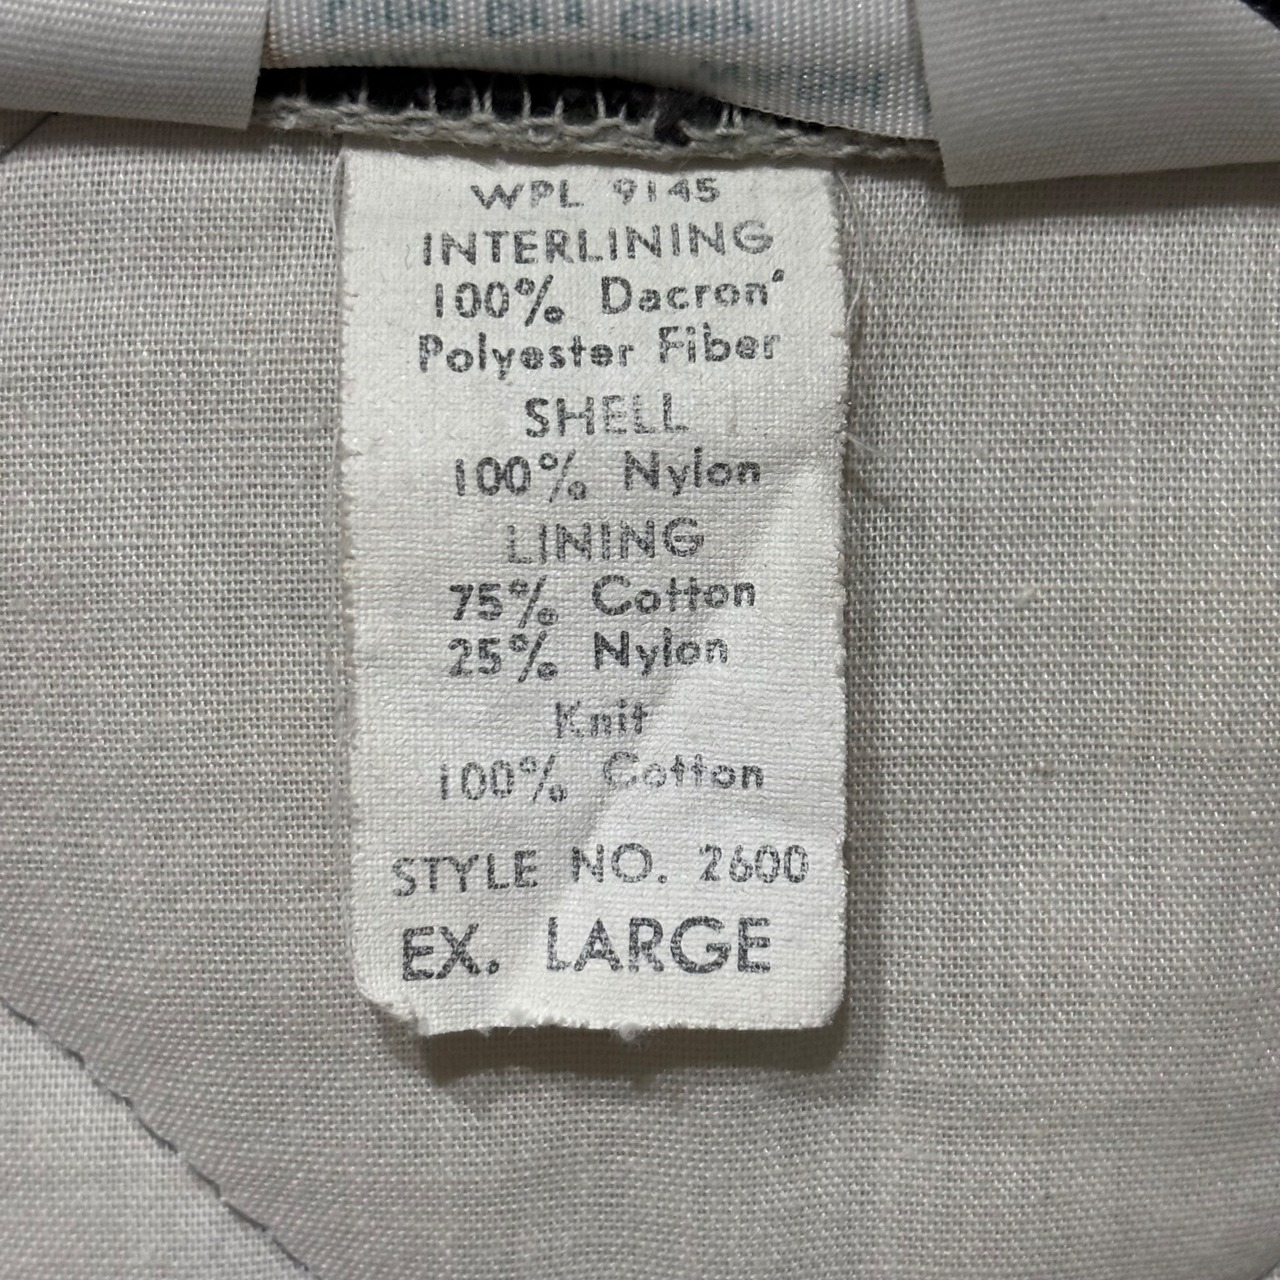 WPL 9145
INTERLINING
100% Dacron®
Polyester Fiber
SHELL
100% Nylon
LINING
75% Cotton
25% Nylon
Knit
100% Cotton
STYLE NO. 2600
EX. LARGE